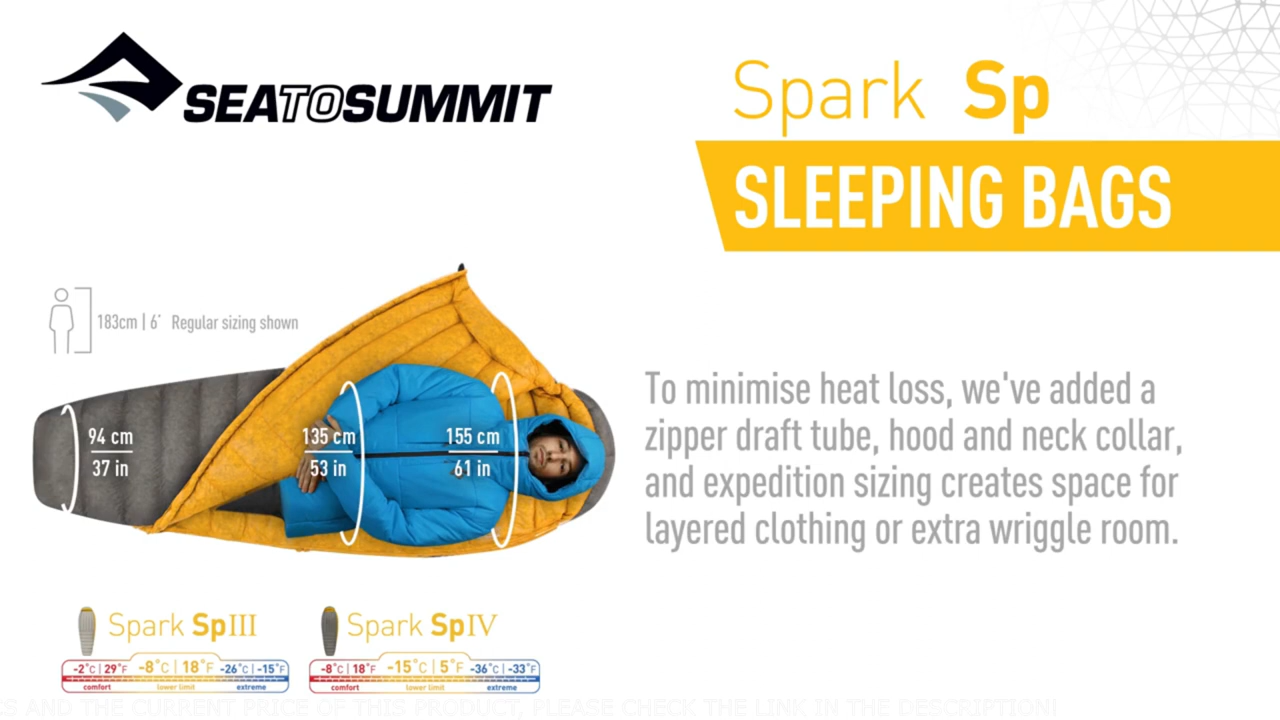 SEATOSUMMIT
Spark Sp
SLEEPING BAGS
183cm | 6' Regular sizing shown
94 cm
37 in
135 cm
53 in
155 cm
61 in
To minimise heat loss, we've added a
zipper draft tube, hood and neck collar,
and expedition sizing creates space for
layered clothing or extra wriggle room.
Spark SpIII
-2°C | 29°F -8°C | 18°F -26°C | -15°F
comfort lower limit extreme
Spark SpIV
-8°C | 18°F -15°C | 5°F -36°C | -33°F
comfort lower limit extreme
CS AND THE CURRENT PRICE OF THIS PRODUCT, PLEASE CHECK THE LINK IN THE DESCRIPTION!